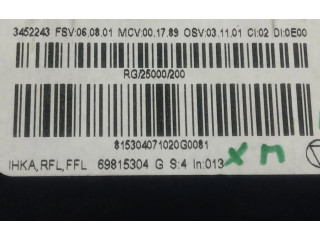 3452243 FSV:06.08.01 MCV:00.17.89 OSV:03.11.01 CI:02 DI:0E00
RG/25000/200
815304071020G0081
IHKA,RFL,FFL 69815304 G S:4 In:013 X M